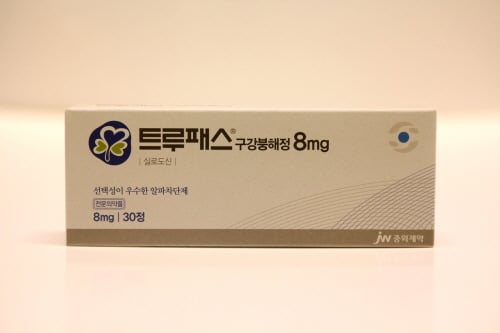 트루패스® 구강붕해정 8mg
| 실로도신 |
선택성이 우수한 알파차단제
전문의약품
8mg | 30정
jw 중외제약